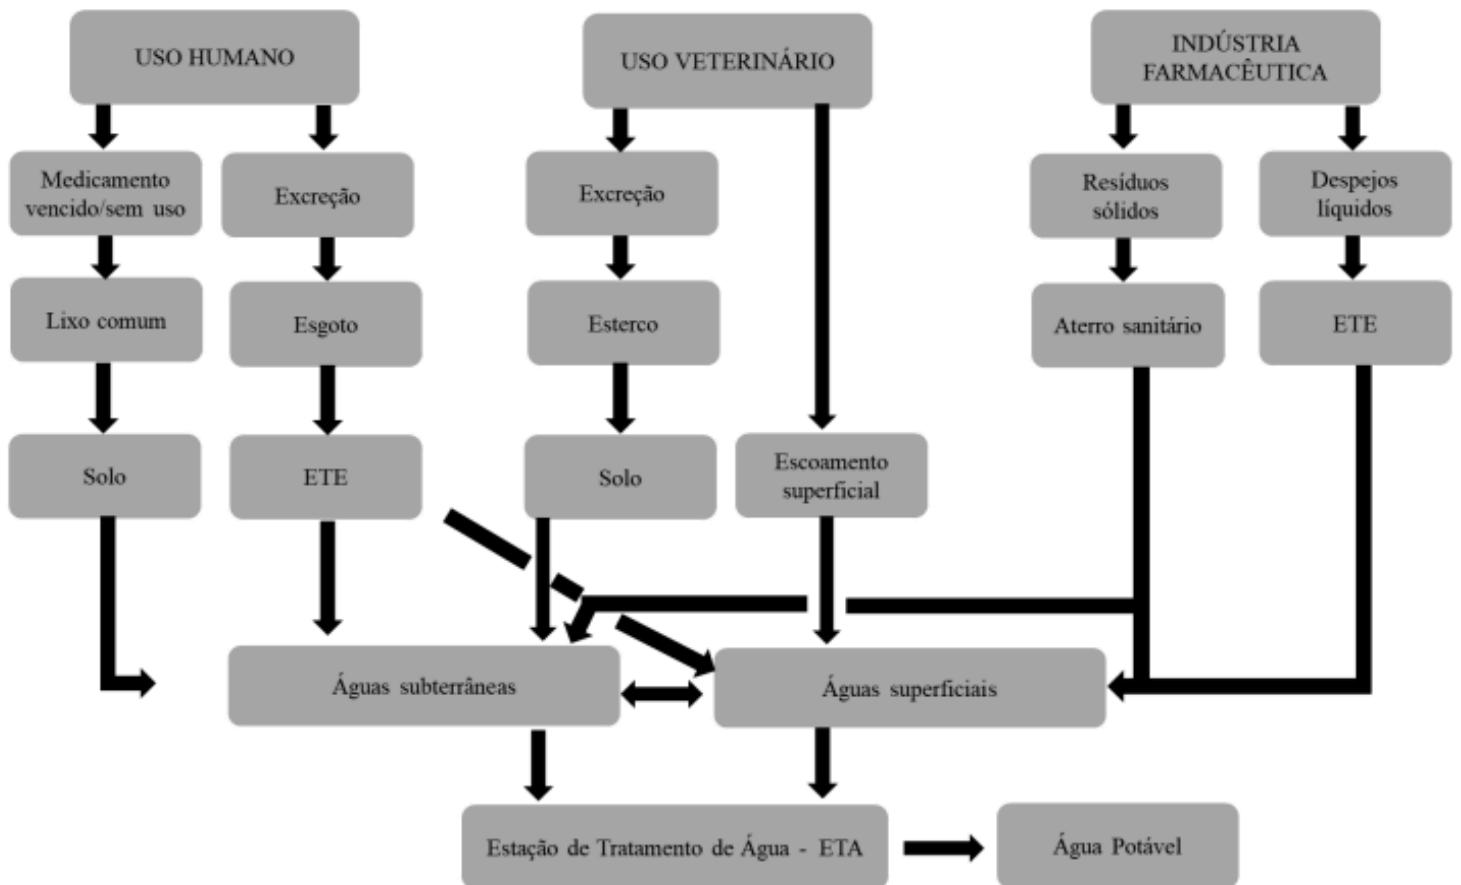 USO HUMANO
USO VETERINÁRIO
INDÚSTRIA
FARMACÊUTICA
Medicamento
vencido/sem uso
Excreção
Excreção
Resíduos
sólidos
Despejos
líquidos
Lixo comum
Esgoto
Esterco
Aterro sanitário
ETE
Solo
ETE
Solo
Escoamento
superficial
Águas subterrâneas
Águas superficiais
Estação de Tratamento de Água - ETA
Água Potável